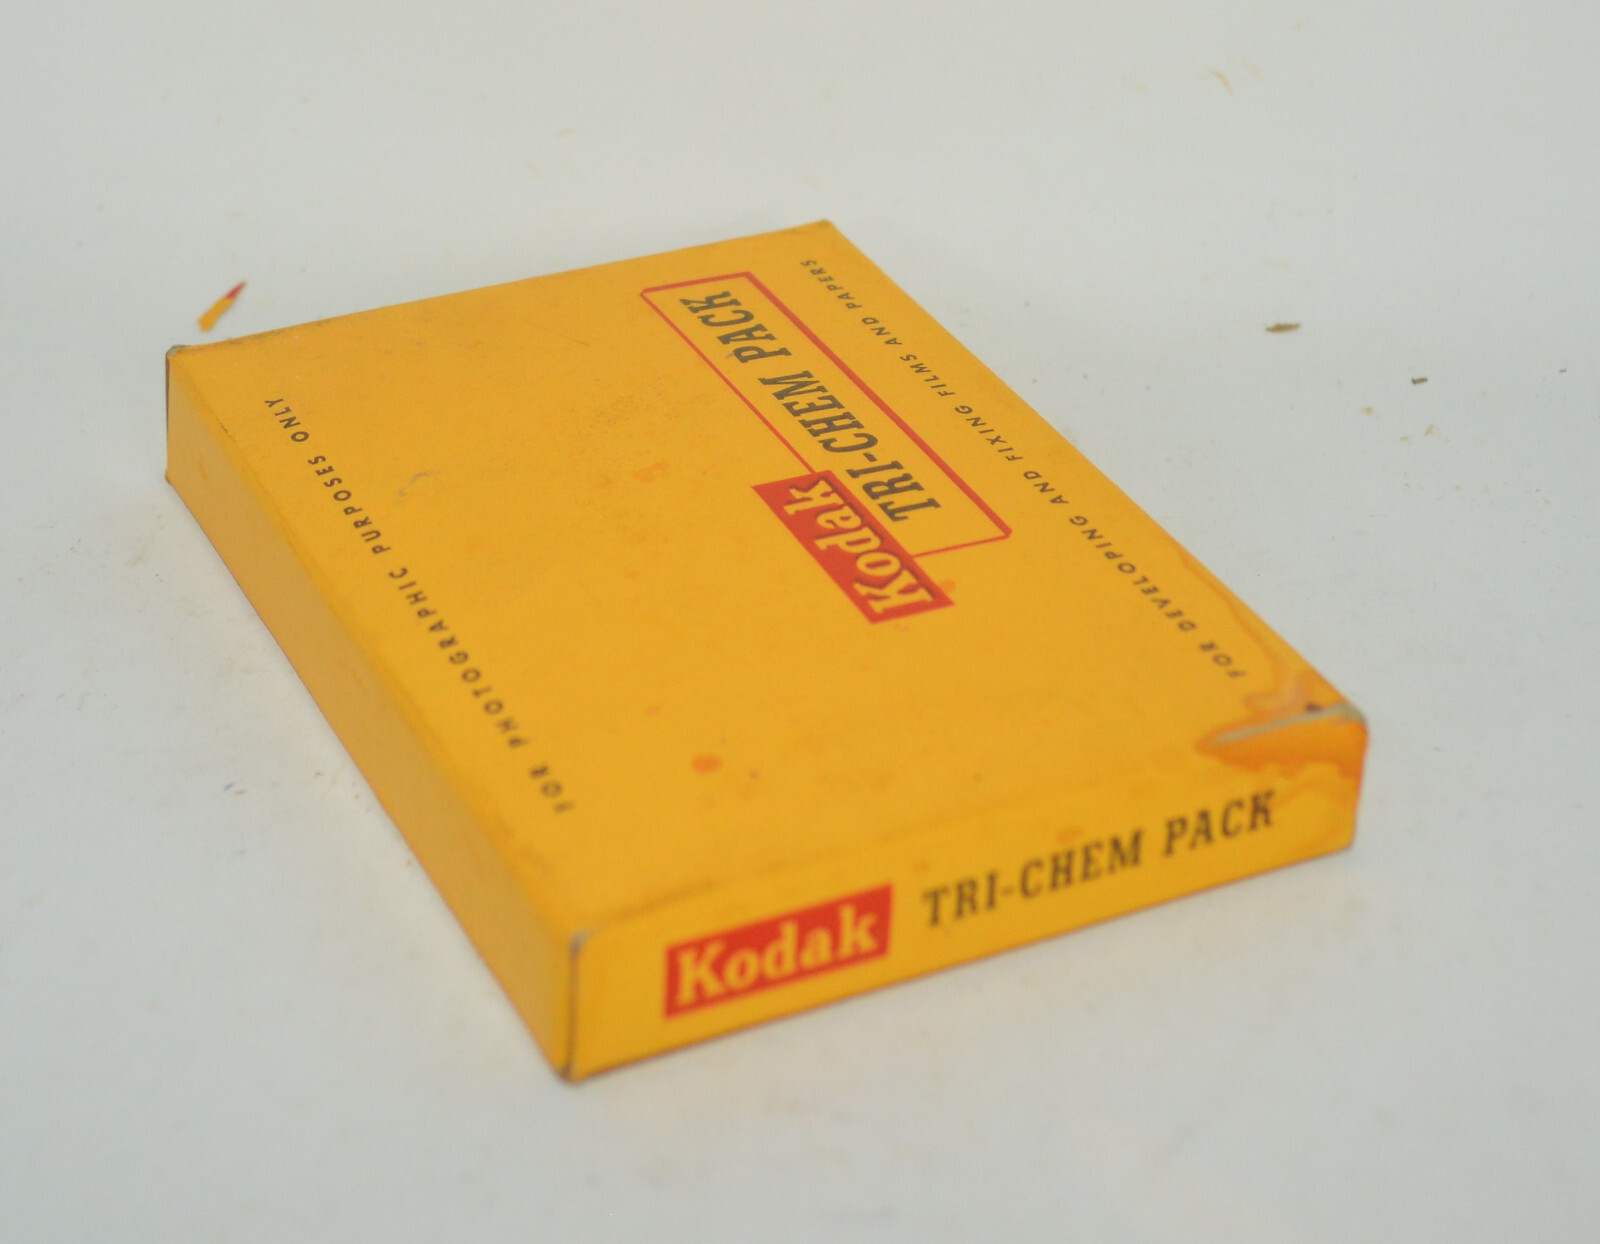 FOR DEVELOPING AND FIXING FILMS AND PAPERS
Kodak
TRI-CHEM PACK
FOR PHOTOGRAPHIC PURPOSES ONLY
Kodak TRI-CHEM PACK